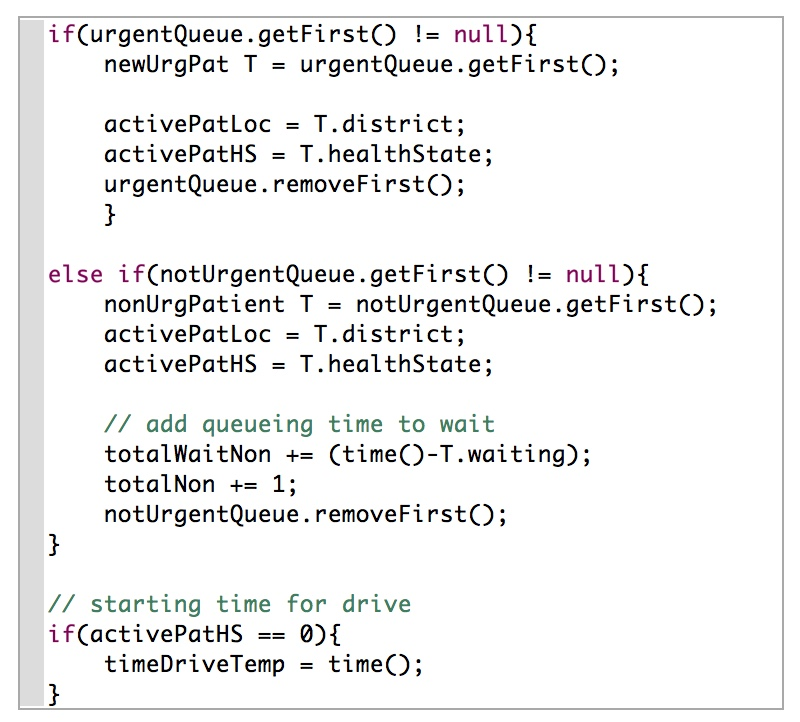 if(urgentQueue.getFirst() != null){
    newUrgPat T = urgentQueue.getFirst();

    activePatLoc = T.district;
    activePatHS = T.healthState;
    urgentQueue.removeFirst();
    }

else if(notUrgentQueue.getFirst() != null){
    nonUrgPatient T = notUrgentQueue.getFirst();
    activePatLoc = T.district;
    activePatHS = T.healthState;

    // add queueing time to wait
    totalWaitNon += (time()-T.waiting);
    totalNon += 1;
    notUrgentQueue.removeFirst();
}

// starting time for drive
if(activePatHS == 0){
    timeDriveTemp = time();
}